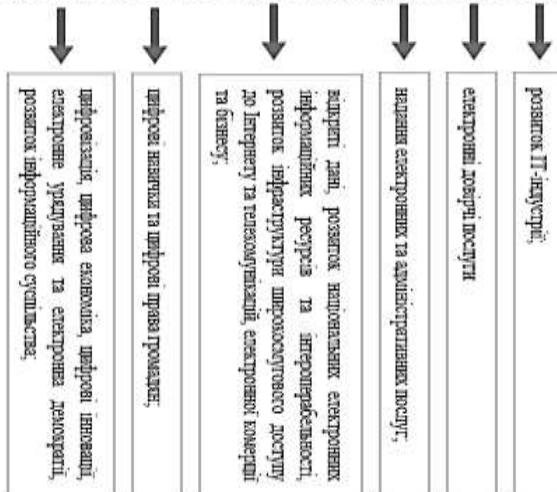 розвиток ІТ-індустрії;
електронні довірчі послуги
надання електронних та адміністративних послуг;
відкриті дані, розвиток національних електронних
інформаційних ресурсів та інтероперабельності,
розвиток інфраструктури широкосмугового доступу
до Інтернету та телекомунікацій, електронної комерції
та бізнесу;
цифрові навички та цифрові права громадян;
цифровізація, цифрова економіка, цифрові інновації,
електронне урядування та електронна демократії,
розвиток інформаційного суспільства;